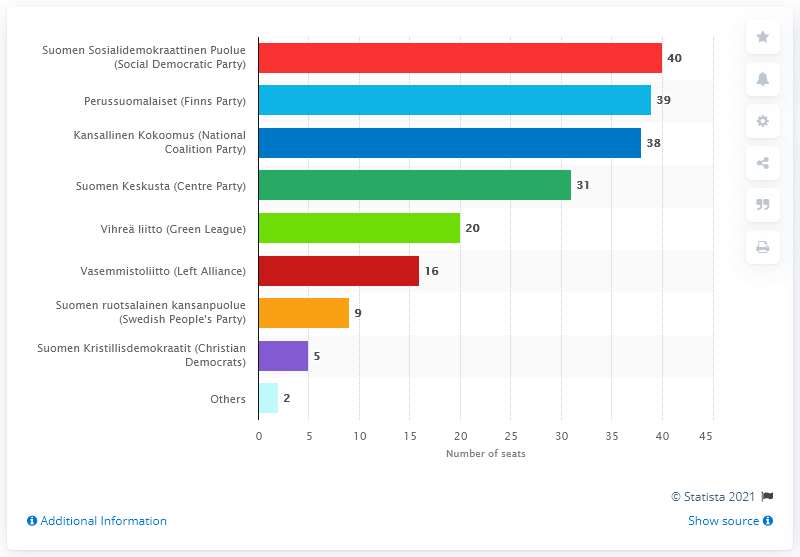 Suomen Sosialidemokraattinen Puolue
(Social Democratic Party)
40
Perussuomalaiset (Finns Party)
39
Kansallinen Kokoomus (National
Coalition Party)
38
Suomen Keskusta (Centre Party)
31
Vihreä liitto (Green League)
20
Vasemmistoliitto (Left Alliance)
16
Suomen ruotsalainen kansanpuolue
(Swedish People's Party)
9
Suomen Kristillisdemokraatit (Christian
Democrats)
5
Others
2
0 5 10 15 20 25 30 35 40 45
Number of seats
© Statista 2021
Additional Information
Show source